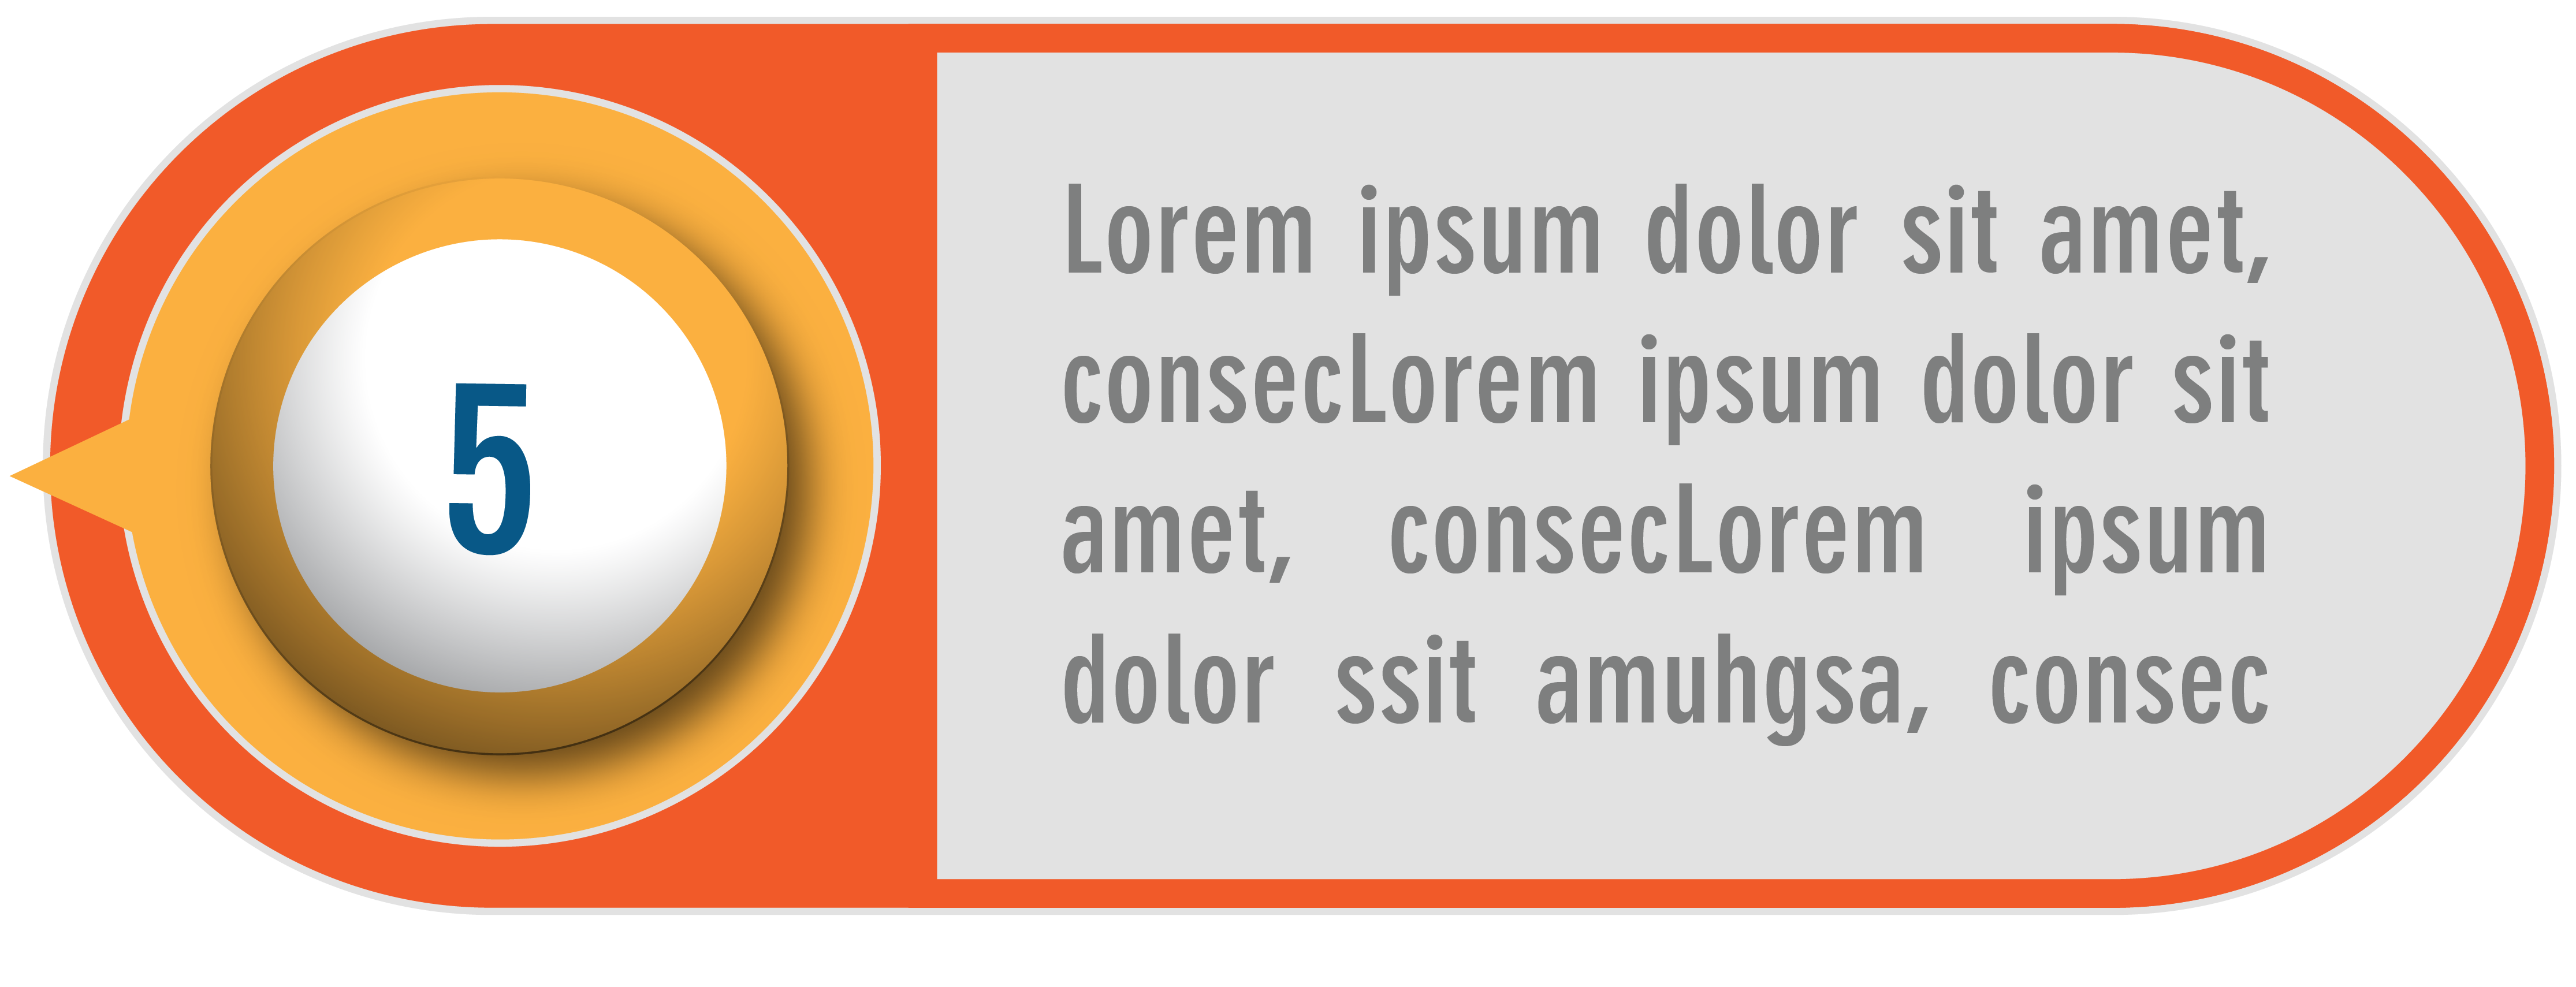 5
Lorem ipsum dolor sit amet,
consecLorem ipsum dolor sit
amet, consecLorem ipsum
dolor ssit amuhgsa, consec